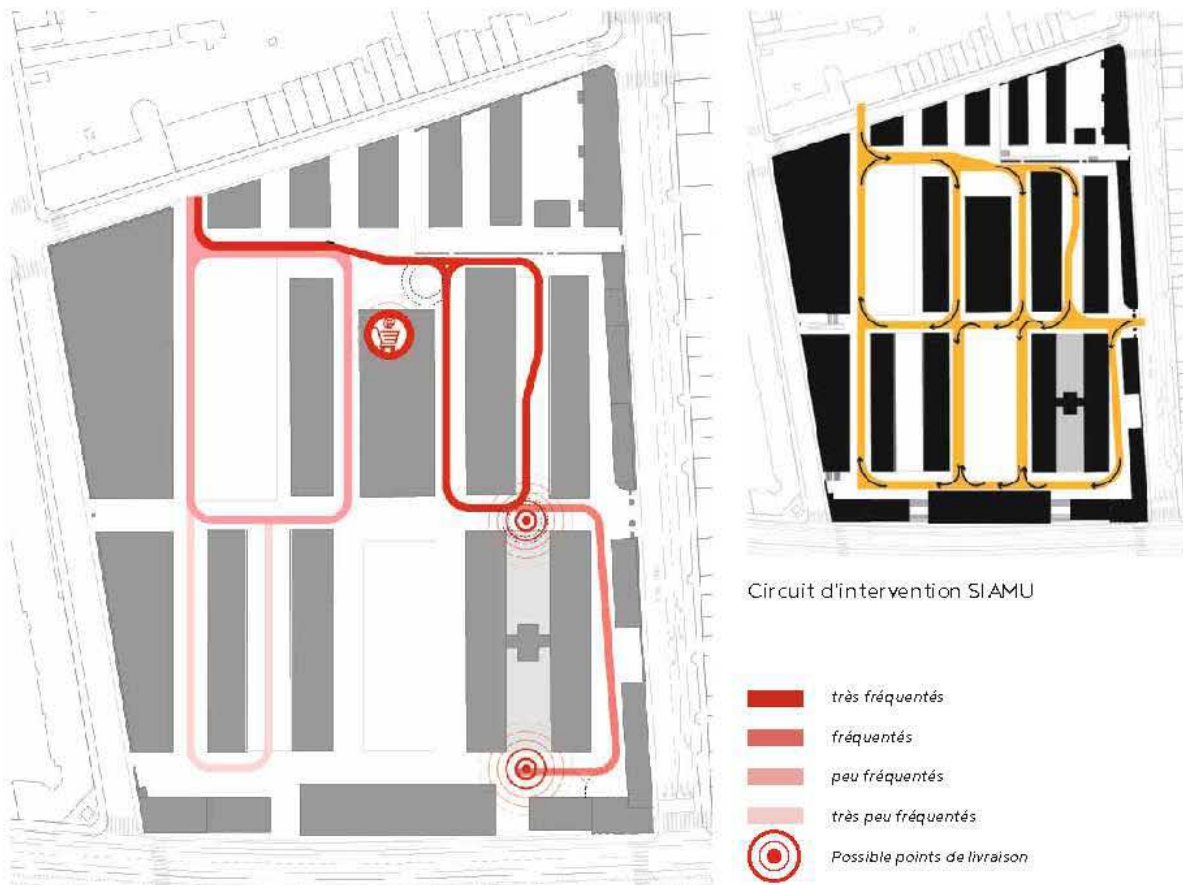 Circuit d'intervention SIAMU
très fréquentés
fréquentés
peu fréquentés
très peu fréquentés
Possible points de livraison